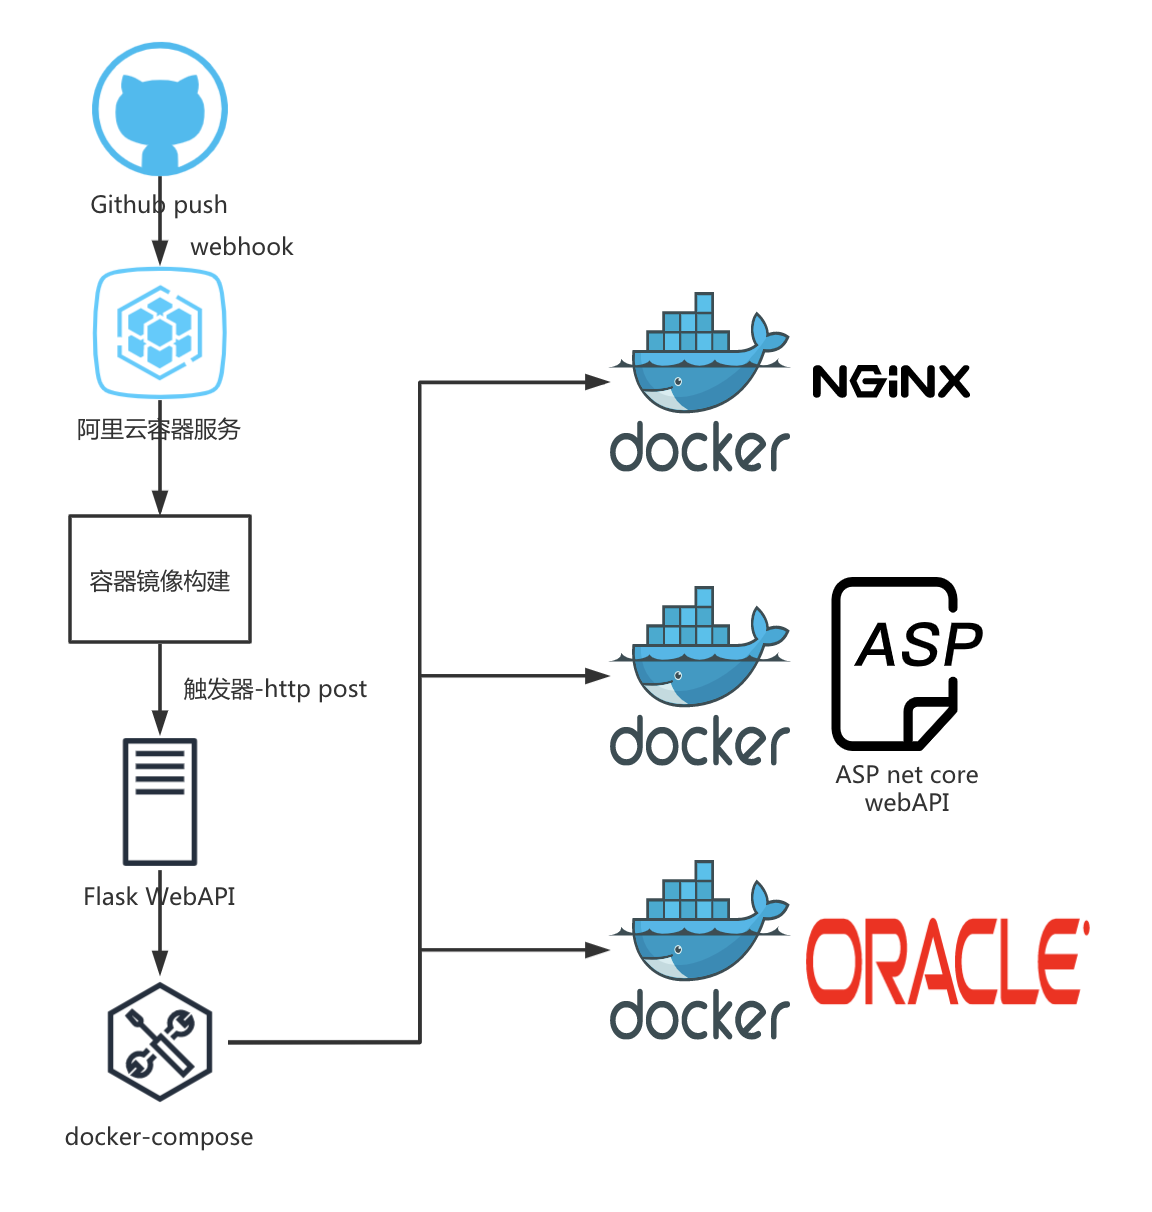 Github push
webhook
阿里云容器服务
容器镜像构建
触发器-http post
Flask WebAPI
docker-compose
docker
NGiNX
docker
ASP
ASP net core
webAPI
docker
ORACLE